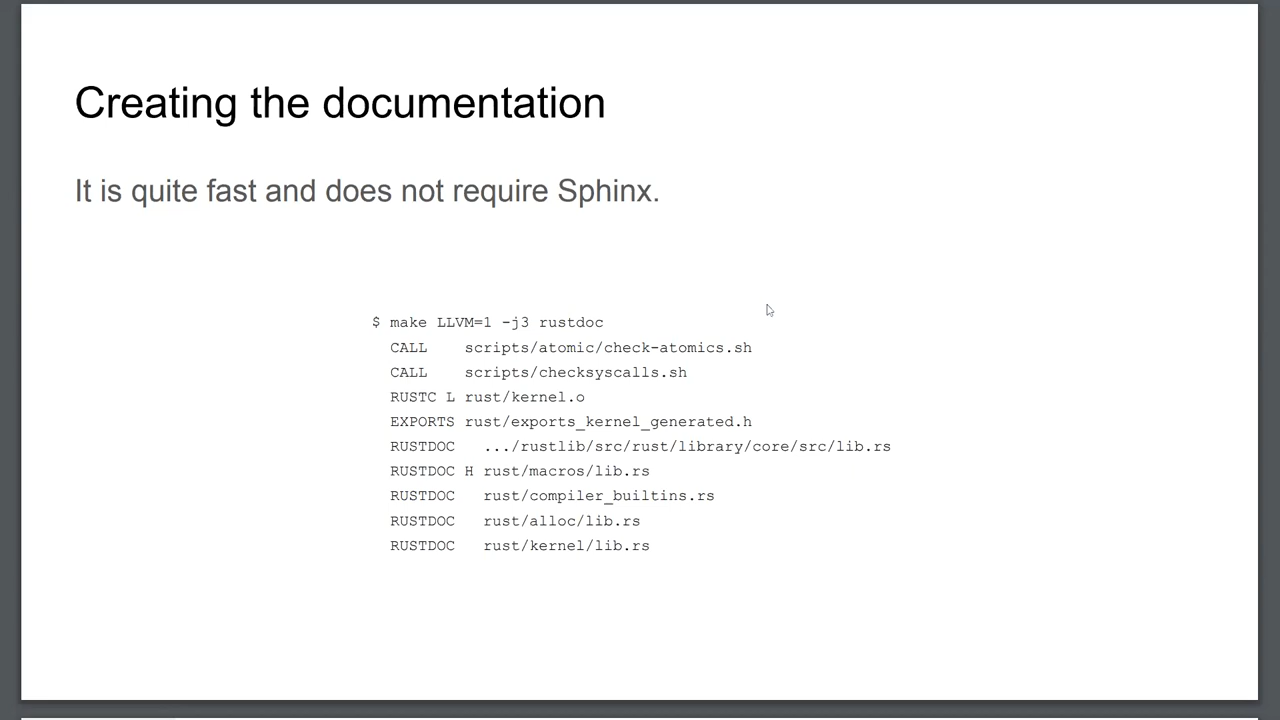 Creating the documentation
It is quite fast and does not require Sphinx.
$ make LLVM=1 -j3 rustdoc
CALL    scripts/atomic/check-atomics.sh
CALL    scripts/checksyscalls.sh
RUSTC L rust/kernel.o
EXPORTS rust/exports_kernel_generated.h
RUSTDOC   .../rustlib/src/rust/library/core/src/lib.rs
RUSTDOC H rust/macros/lib.rs
RUSTDOC   rust/compiler_builtins.rs
RUSTDOC   rust/alloc/lib.rs
RUSTDOC   rust/kernel/lib.rs